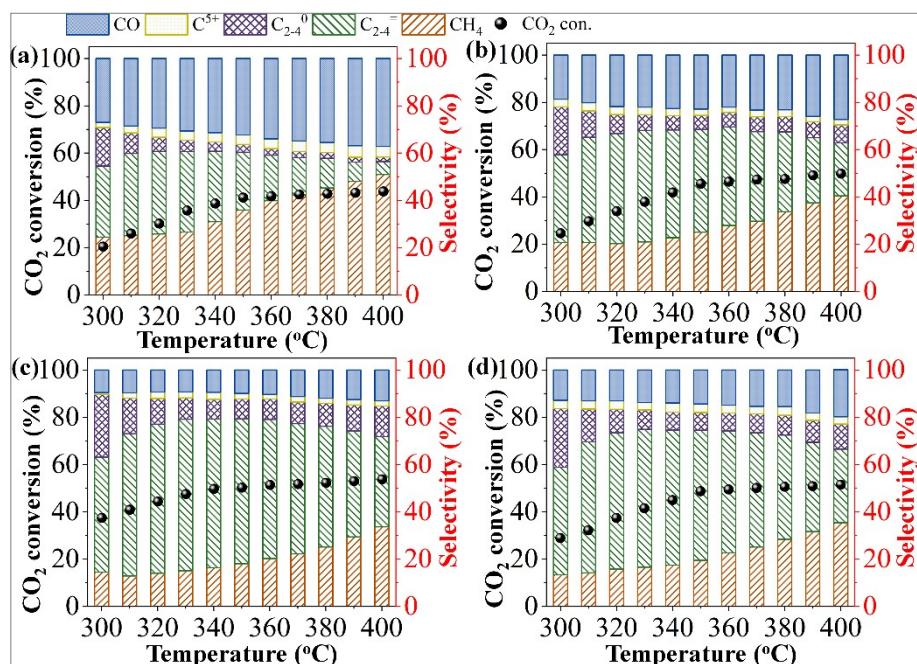 CO C⁵⁺ C₂₋₄⁰ C₂₋₄⁼ CH₄ CO₂ con.
(a) 100 80 60 40 20 0
CO₂ conversion (%)
100 80 60 40 20 0
Selectivity (%)
300 320 340 360 380 400
Temperature (°C)
(b) 100 80 60 40 20 0
CO₂ conversion (%)
100 80 60 40 20 0
Selectivity (%)
300 320 340 360 380 400
Temperature (°C)
(c) 100 80 60 40 20 0
CO₂ conversion (%)
100 80 60 40 20 0
Selectivity (%)
300 320 340 360 380 400
Temperature (°C)
(d) 100 80 60 40 20 0
CO₂ conversion (%)
100 80 60 40 20 0
Selectivity (%)
300 320 340 360 380 400
Temperature (°C)